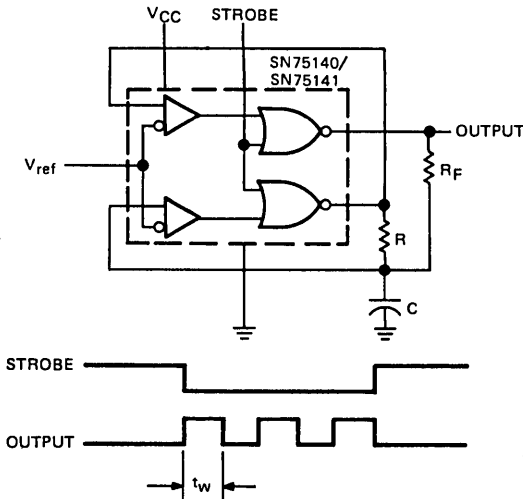 VCC STROBE
SN75140/
SN75141
OUTPUT
Vref
RF
R
C
STROBE
OUTPUT
tw